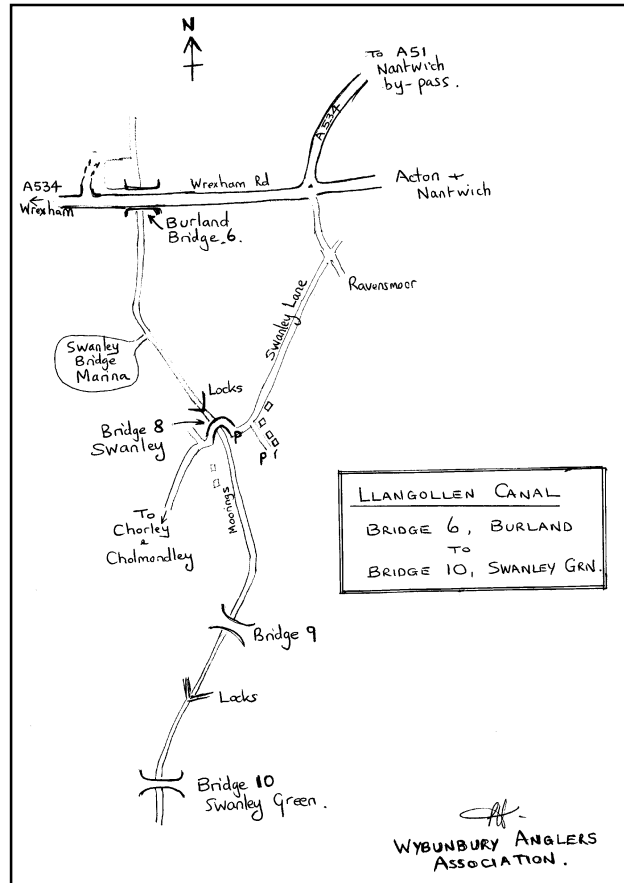 N
To A51
Nantwich
by-pass.
A534
A534
Wrexham
Wrexham Rd
Acton +
Nantwich
Burland
Bridge 6.
Ravensmoor
Swanley Lane
Swanley
Bridge
Marina
Locks
Bridge 8
Swanley
P
P
Moorings
To
Chorley
&
Cholmondley
LLANGOLLEN CANAL
BRIDGE 6, BURLAND
TO
BRIDGE 10, SWANLEY GRN.
Bridge 9
Locks
Bridge 10
Swanley Green.
WYBUNBURY ANGLERS
ASSOCIATION.